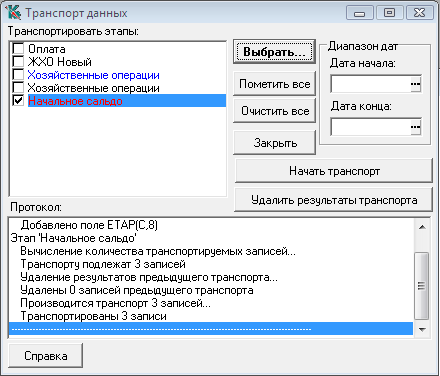 Транспорт данных
Транспортировать этапы:
Оплата
ЖХО Новый
Хозяйственные операции
Хозяйственные операции
Начальное сальдо
Выбрать...
Пометить все
Очистить все
Закрыть
Диапазон дат
Дата начала:
...
Дата конца:
...
Начать транспорт
Удалить результаты транспорта
Протокол:
Добавлено поле ETAP(C,8)
Этап 'Начальное сальдо'
Вычисление количества транспортируемых записей...
Транспорту подлежат 3 записей
Удаление результатов предыдущего транспорта...
Удалены 0 записей предыдущего транспорта
Производится транспорт 3 записей...
Транспортированы 3 записи
Справка